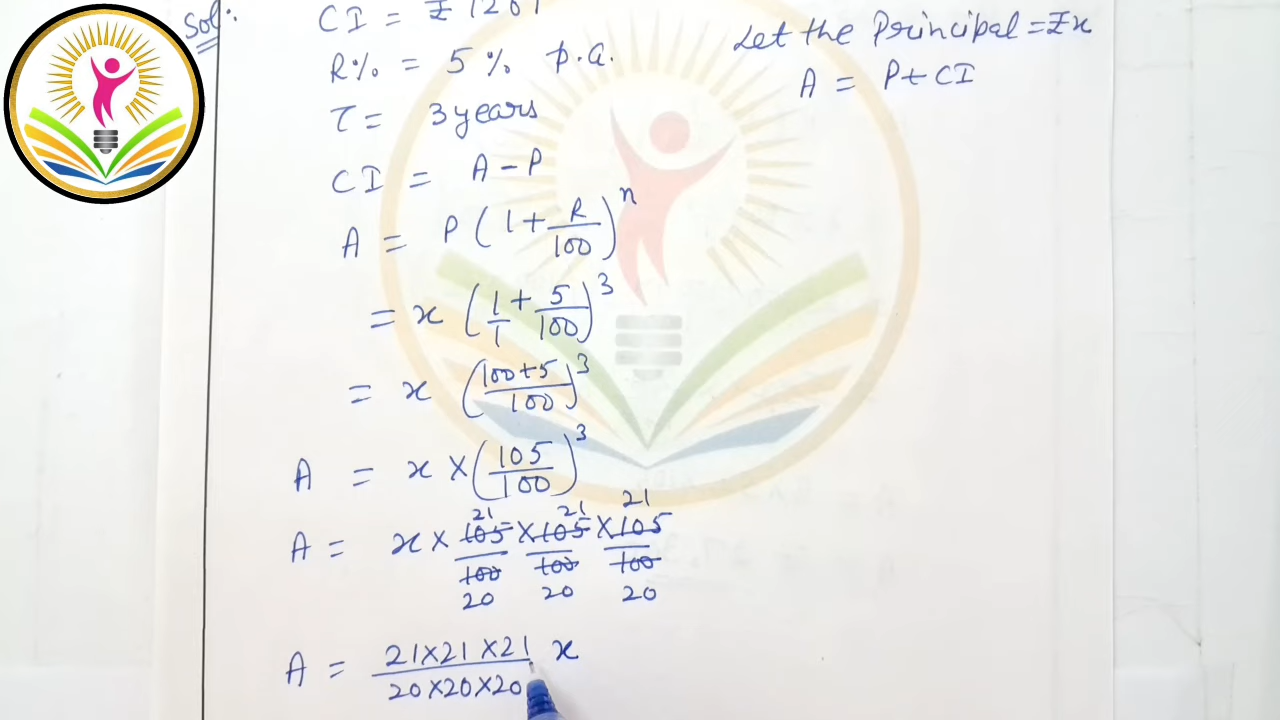 Sol:
CI = ₹ 1261
R% = 5 % p.a.
T = 3 years
CI = A - P
A = P ( 1 + R/100 )^n
= x ( 1/1 + 5/100 )^3
= x ( 100+5 / 100 )^3
A = x × ( 105/100 )^3
21 21 21
A = x × 105/100 × 105/100 × 105/100
20 20 20
A = 21×21×21 / 20×20×20 x
Let the Principal = ₹x
A = P + CI